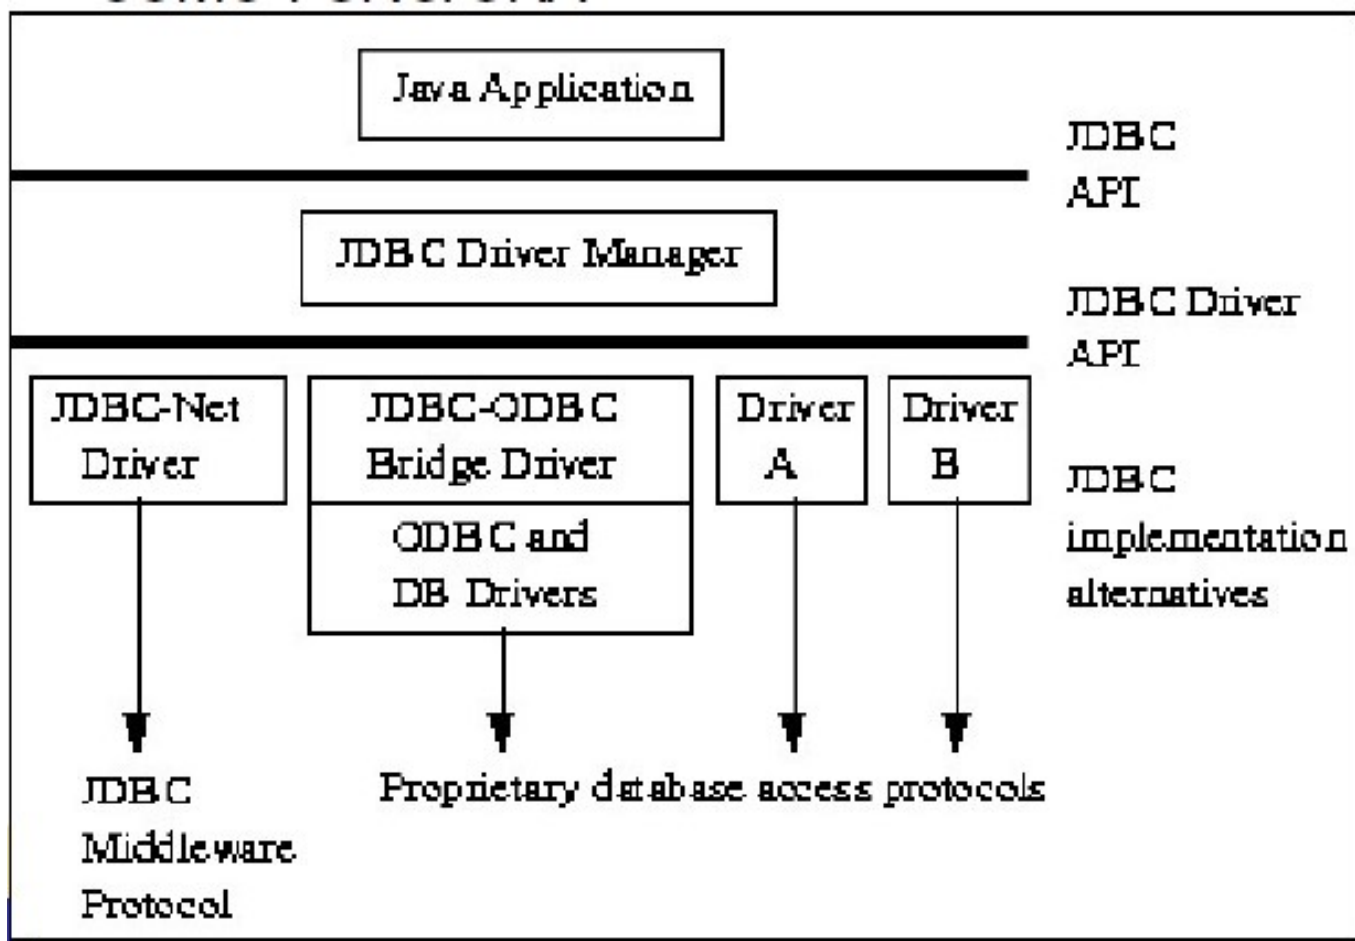 Java Application
JDBC
API
JDBC Driver Manager
JDBC Driver
API
JDBC-Net
Driver
JDBC-ODBC
Bridge Driver
ODBC and
DB Drivers
Driver
A
Driver
B
JDBC
implementation
alternatives
JDBC
Middleware
Protocol
Proprietary database access protocols